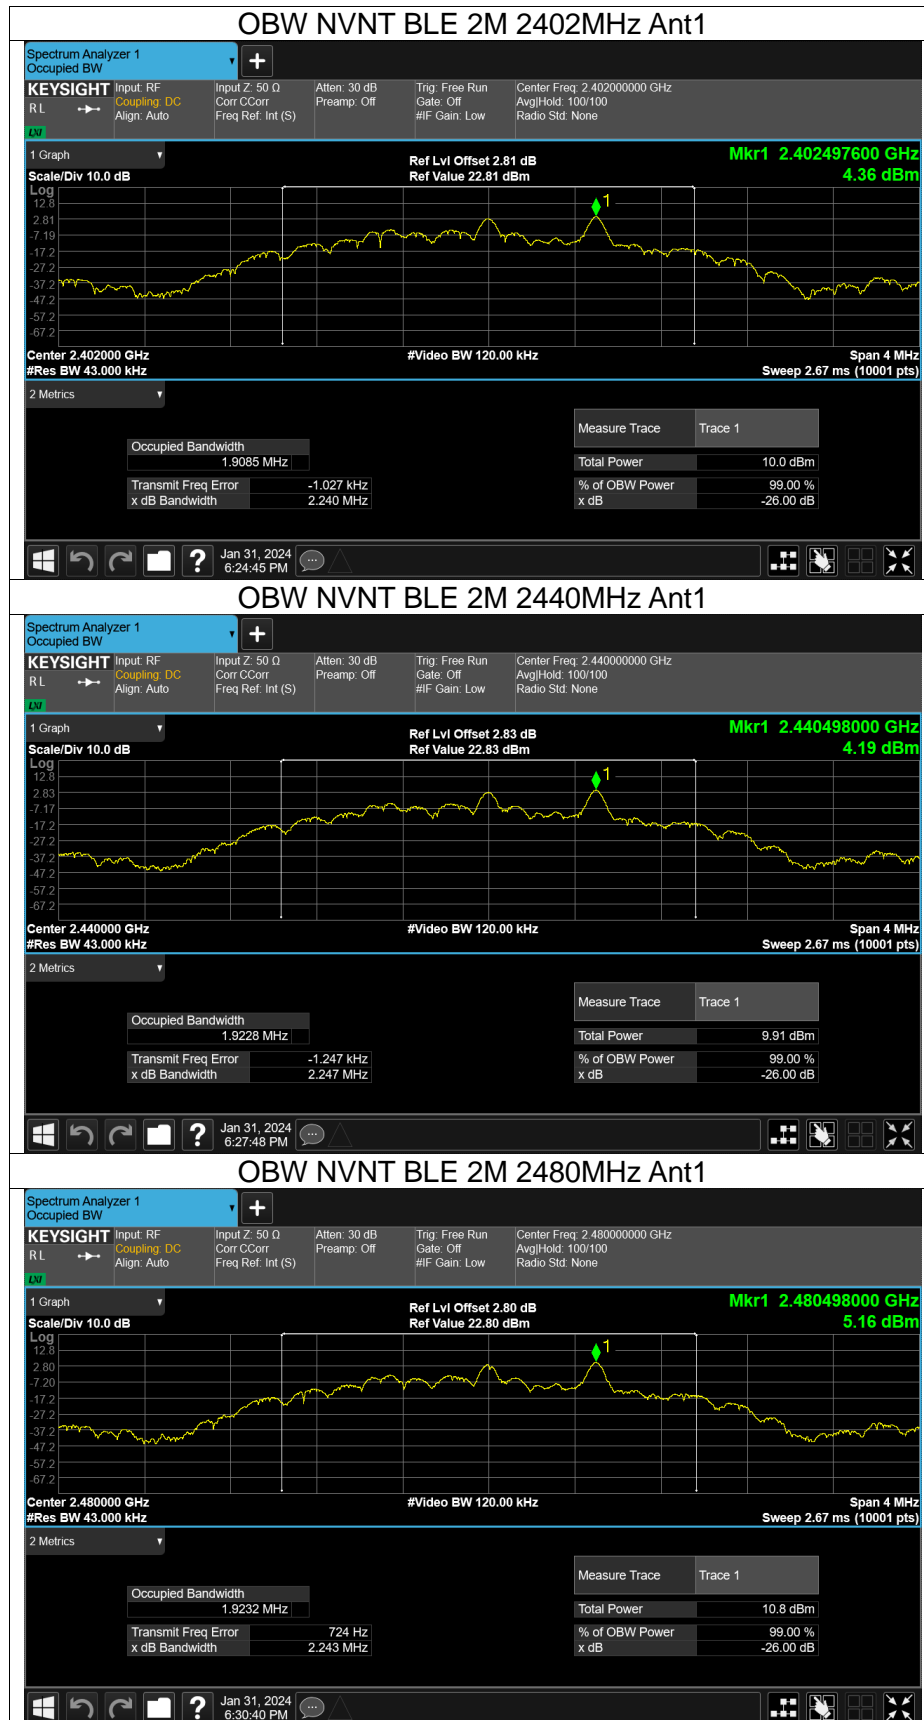 OBW NVNT BLE 2M 2402MHz Ant1
Spectrum Analyzer 1
Occupied BW
+
KEYSIGHT
R L
LXI
Input: RF
Coupling: DC
Align: Auto
Input Z: 50 Ω
Corr CCorr
Freq Ref: Int (S)
Atten: 30 dB
Preamp: Off
Trig: Free Run
Gate: Off
#IF Gain: Low
Center Freq: 2.402000000 GHz
Avg|Hold: 100/100
Radio Std: None
1 Graph
Scale/Div 10.0 dB
Ref Lvl Offset 2.81 dB
Ref Value 22.81 dBm
Mkr1 2.402497600 GHz
4.36 dBm
Log
12.8
2.81
-7.19
-17.2
-27.2
-37.2
-47.2
-57.2
-67.2
1
Center 2.402000 GHz
#Res BW 43.000 kHz
#Video BW 120.00 kHz
Span 4 MHz
Sweep 2.67 ms (10001 pts)
2 Metrics
Occupied Bandwidth
1.9085 MHz
Transmit Freq Error -1.027 kHz
x dB Bandwidth 2.240 MHz
Measure Trace Trace 1
Total Power 10.0 dBm
% of OBW Power 99.00 %
x dB -26.00 dB
?
Jan 31, 2024
6:24:45 PM
OBW NVNT BLE 2M 2440MHz Ant1
Spectrum Analyzer 1
Occupied BW
+
KEYSIGHT
R L
LXI
Input: RF
Coupling: DC
Align: Auto
Input Z: 50 Ω
Corr CCorr
Freq Ref: Int (S)
Atten: 30 dB
Preamp: Off
Trig: Free Run
Gate: Off
#IF Gain: Low
Center Freq: 2.440000000 GHz
Avg|Hold: 100/100
Radio Std: None
1 Graph
Scale/Div 10.0 dB
Ref Lvl Offset 2.83 dB
Ref Value 22.83 dBm
Mkr1 2.440498000 GHz
4.19 dBm
Log
12.8
2.83
-7.17
-17.2
-27.2
-37.2
-47.2
-57.2
-67.2
1
Center 2.440000 GHz
#Res BW 43.000 kHz
#Video BW 120.00 kHz
Span 4 MHz
Sweep 2.67 ms (10001 pts)
2 Metrics
Occupied Bandwidth
1.9228 MHz
Transmit Freq Error -1.247 kHz
x dB Bandwidth 2.247 MHz
Measure Trace Trace 1
Total Power 9.91 dBm
% of OBW Power 99.00 %
x dB -26.00 dB
?
Jan 31, 2024
6:27:48 PM
OBW NVNT BLE 2M 2480MHz Ant1
Spectrum Analyzer 1
Occupied BW
+
KEYSIGHT
R L
LXI
Input: RF
Coupling: DC
Align: Auto
Input Z: 50 Ω
Corr CCorr
Freq Ref: Int (S)
Atten: 30 dB
Preamp: Off
Trig: Free Run
Gate: Off
#IF Gain: Low
Center Freq: 2.480000000 GHz
Avg|Hold: 100/100
Radio Std: None
1 Graph
Scale/Div 10.0 dB
Ref Lvl Offset 2.80 dB
Ref Value 22.80 dBm
Mkr1 2.480498000 GHz
5.16 dBm
Log
12.8
2.80
-7.20
-17.2
-27.2
-37.2
-47.2
-57.2
-67.2
1
Center 2.480000 GHz
#Res BW 43.000 kHz
#Video BW 120.00 kHz
Span 4 MHz
Sweep 2.67 ms (10001 pts)
2 Metrics
Occupied Bandwidth
1.9232 MHz
Transmit Freq Error 724 Hz
x dB Bandwidth 2.243 MHz
Measure Trace Trace 1
Total Power 10.8 dBm
% of OBW Power 99.00 %
x dB -26.00 dB
?
Jan 31, 2024
6:30:40 PM